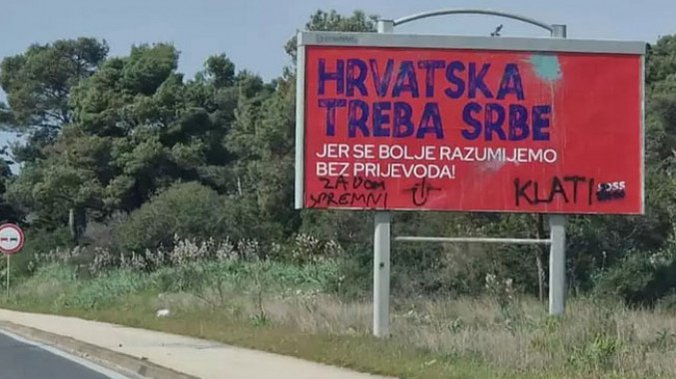 HRVATSKA
TREBA SRBE
JER SE BOLJE RAZUMIJEMO
BEZ PRIJEVODA!
ZA DOM
SPREMNI
KLATI